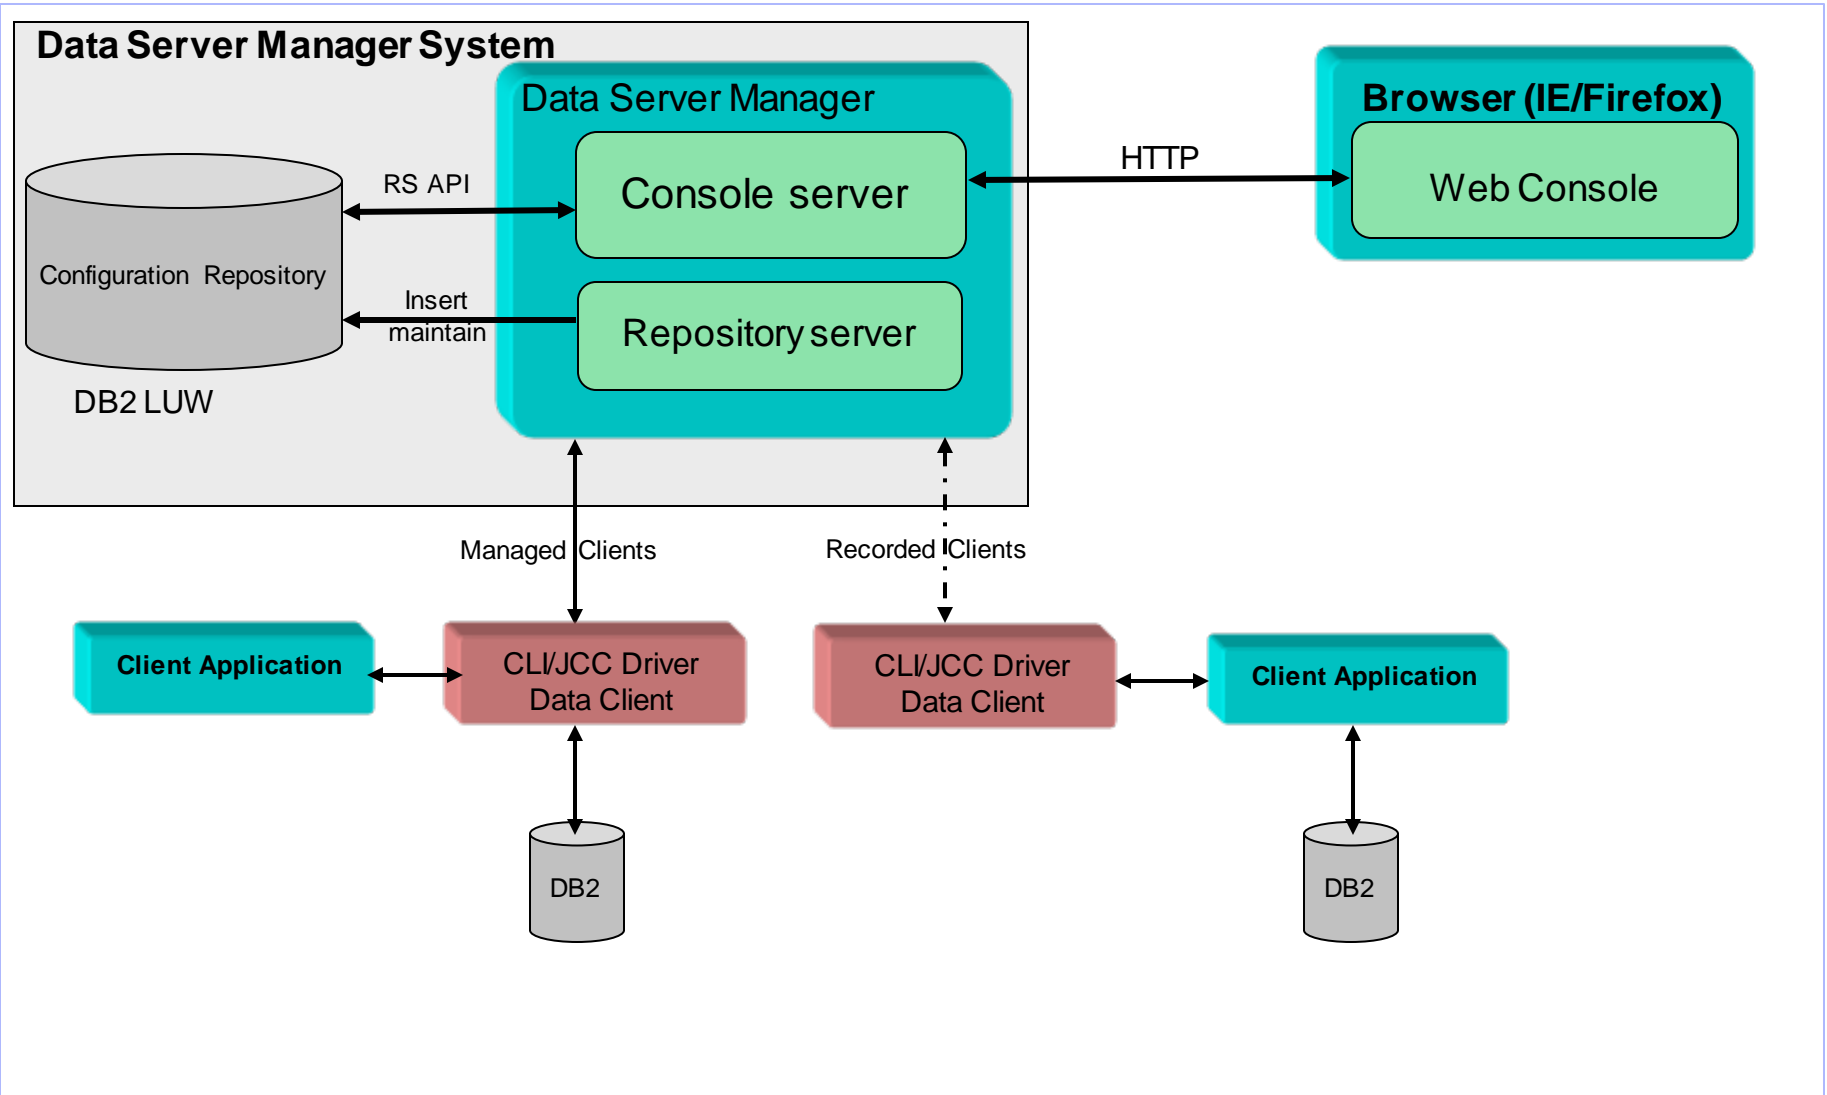 Data Server Manager System
Data Server Manager
Browser (IE/Firefox)
RS API
Console server
HTTP
Web Console
Configuration Repository
Insert
maintain
Repository server
DB2 LUW
Managed Clients
Recorded Clients
Client Application
CLI/JCC Driver
Data Client
CLI/JCC Driver
Data Client
Client Application
DB2
DB2